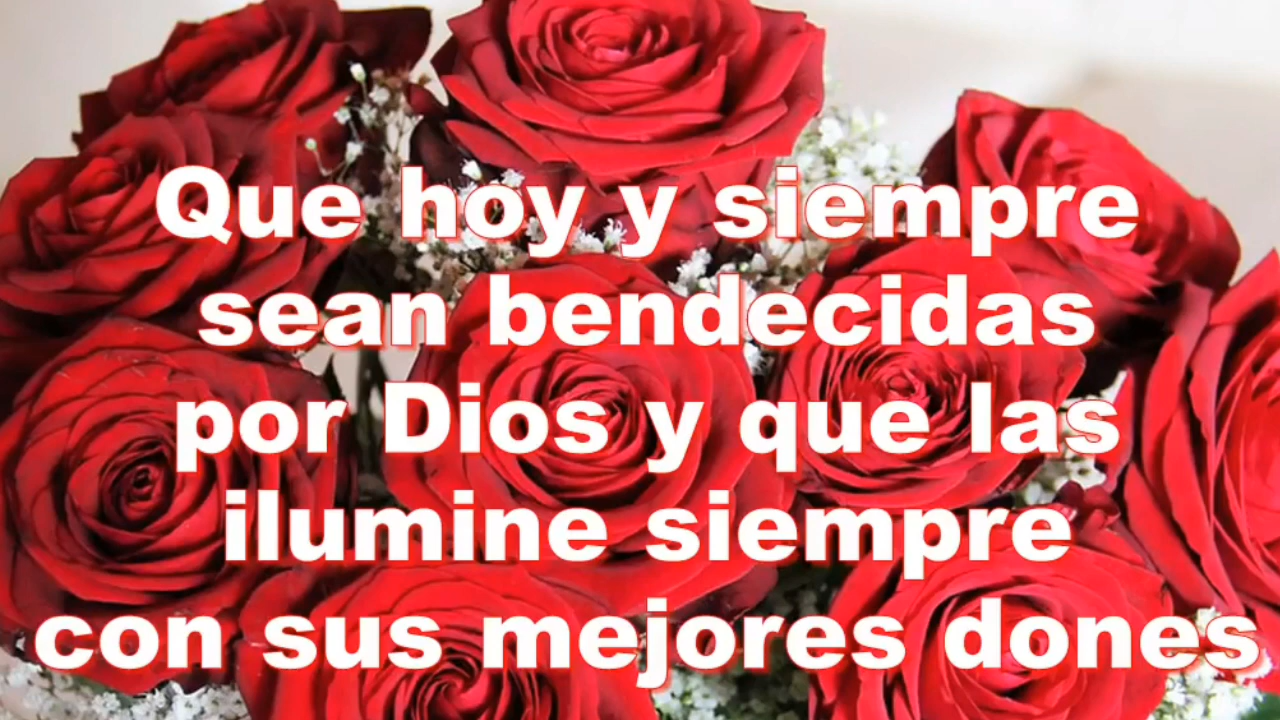 Que hoy y siempre
sean bendecidas
por Dios y que las
ilumine siempre
con sus mejores dones